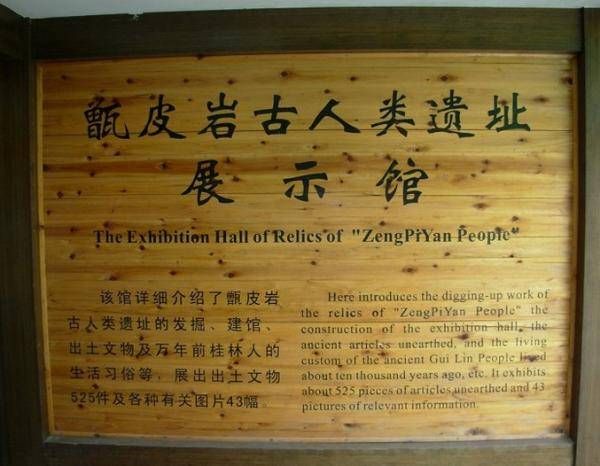 甑皮岩古人类遗址
展示馆
The Exhibition Hall of Relics of "ZengPiYan People"
该馆详细介绍了甑皮岩
古人类遗址的发掘、建馆、
出土文物及万年前桂林人的
生活习俗等，展出出土文物
525件及各种有关图片43幅。
Here introduces the digging-up work of
the relics of "ZengPiYan People" the
construction of the exhibition hall, the
ancient articles unearthed, and the living
custom of the ancient Gui Lin People lived
about ten thousand years ago, etc. It exhibits
about 525 pieces of articles unearthed and 43
pictures of relevant information.